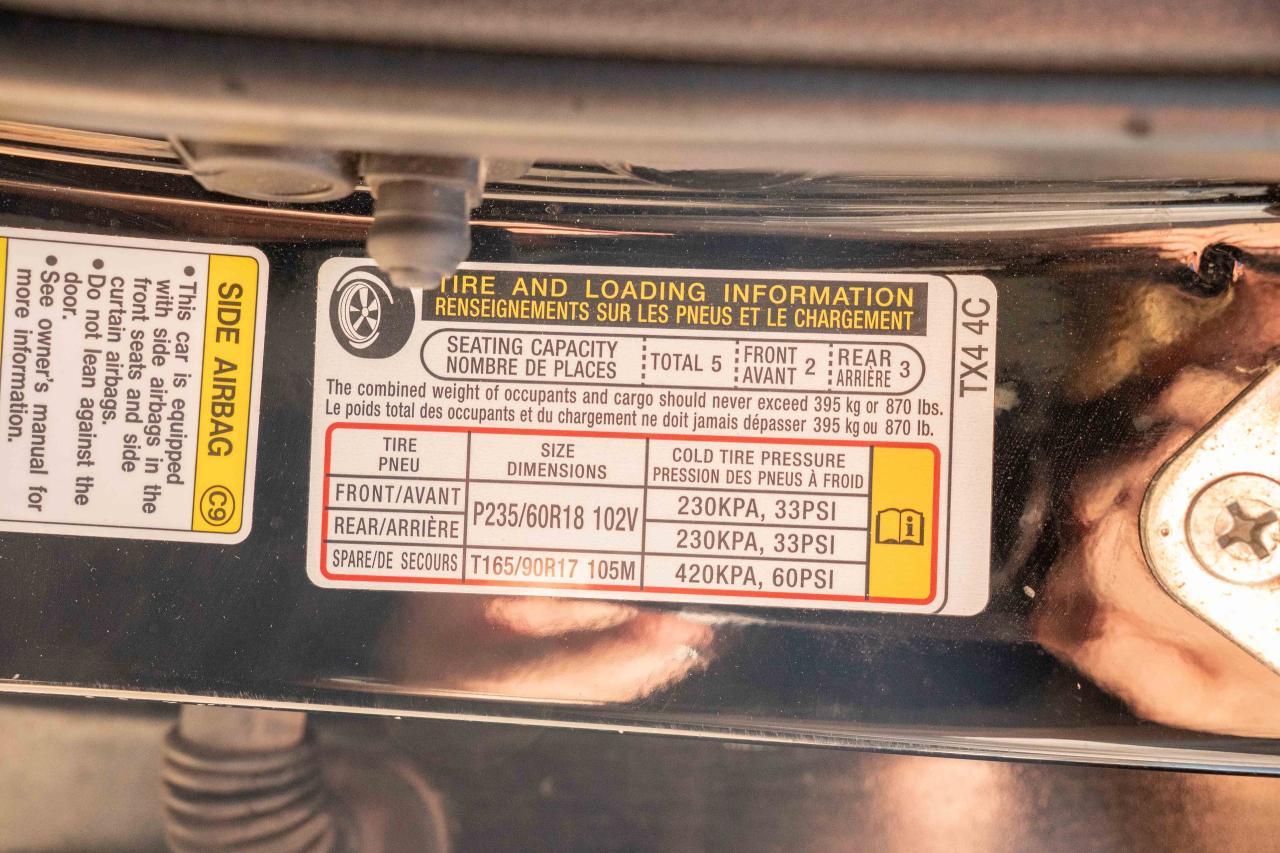 SIDE AIRBAG C9
• This car is equipped
with side airbags in the
front seats and side
curtain airbags.
• Do not lean against the
door.
• See owner's manual for
more information.
TIRE AND LOADING INFORMATION
RENSEIGNEMENTS SUR LES PNEUS ET LE CHARGEMENT
SEATING CAPACITY
NOMBRE DE PLACES
TOTAL 5
FRONT
AVANT 2
REAR
ARRIÈRE 3
The combined weight of occupants and cargo should never exceed 395 kg or 870 lbs.
Le poids total des occupants et du chargement ne doit jamais dépasser 395 kg ou 870 lb.
TIRE
PNEU
SIZE
DIMENSIONS
COLD TIRE PRESSURE
PRESSION DES PNEUS À FROID
FRONT/AVANT
P235/60R18 102V
230KPA, 33PSI
REAR/ARRIÈRE
230KPA, 33PSI
SPARE/DE SECOURS
T165/90R17 105M
420KPA, 60PSI
TX4 4C